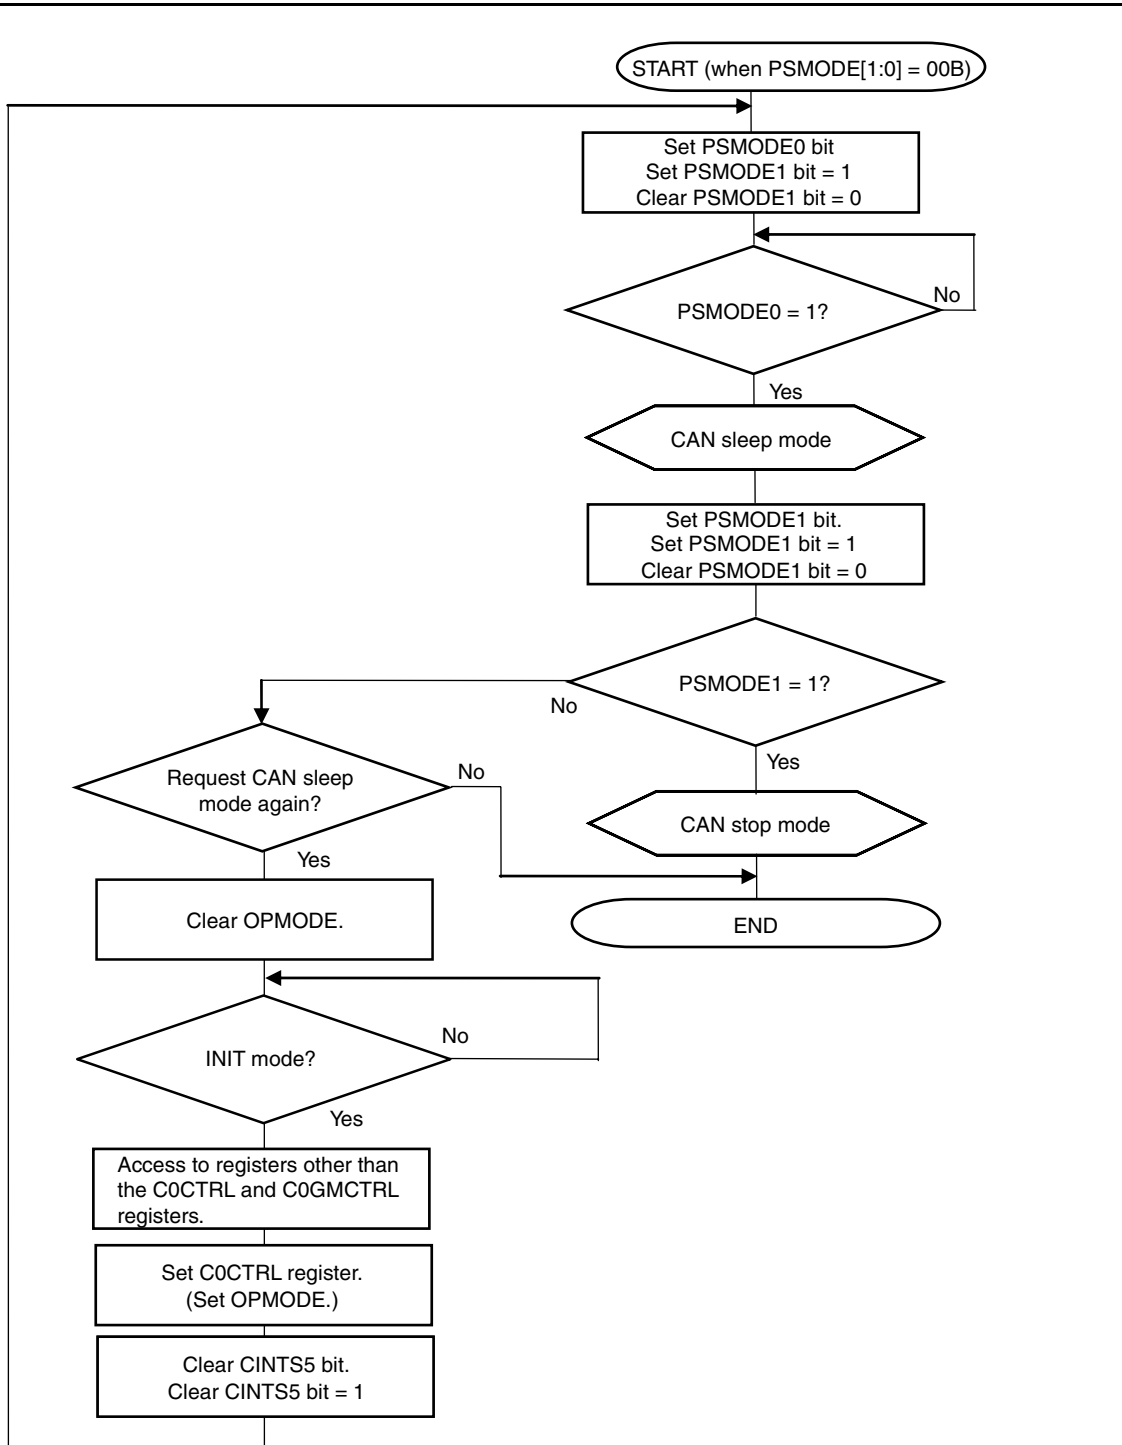 START (when PSMODE[1:0] = 00B)
Set PSMODE0 bit
Set PSMODE1 bit = 1
Clear PSMODE1 bit = 0
PSMODE0 = 1?
No
Yes
CAN sleep mode
Set PSMODE1 bit.
Set PSMODE1 bit = 1
Clear PSMODE1 bit = 0
PSMODE1 = 1?
No
Yes
Request CAN sleep
mode again?
No
Yes
CAN stop mode
Clear OPMODE.
END
INIT mode?
No
Yes
Access to registers other than
the C0CTRL and C0GMCTRL
registers.
Set C0CTRL register.
(Set OPMODE.)
Clear CINTS5 bit.
Clear CINTS5 bit = 1